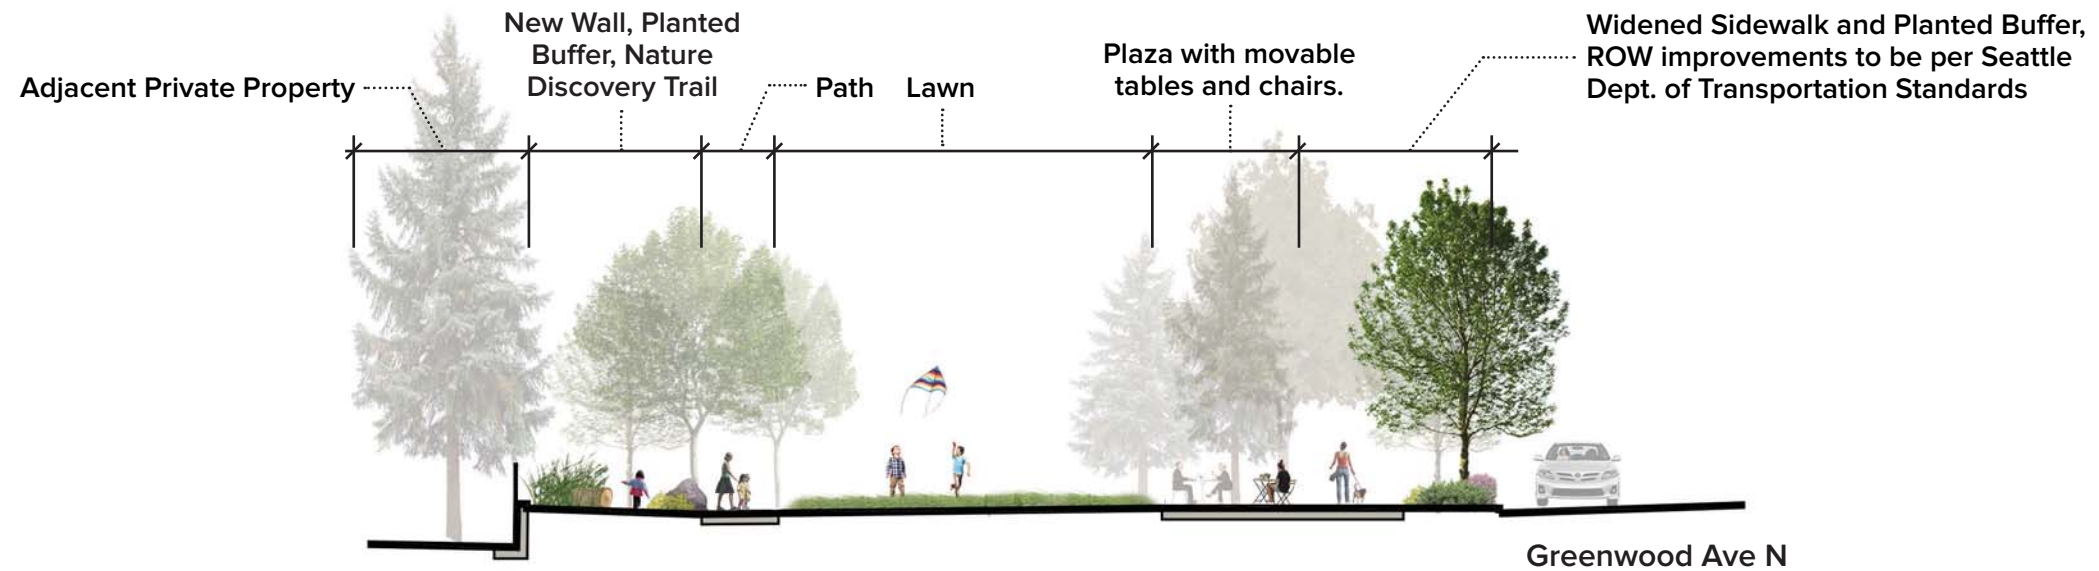 Adjacent Private Property
New Wall, Planted
Buffer, Nature
Discovery Trail
Path
Lawn
Plaza with movable
tables and chairs.
Widened Sidewalk and Planted Buffer,
ROW improvements to be per Seattle
Dept. of Transportation Standards
Greenwood Ave N